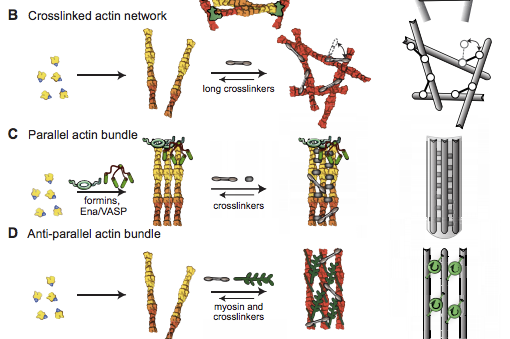 B Crosslinked actin network
long crosslinkers
C Parallel actin bundle
formins,
Ena/VASP
crosslinkers
D Anti-parallel actin bundle
myosin and
crosslinkers